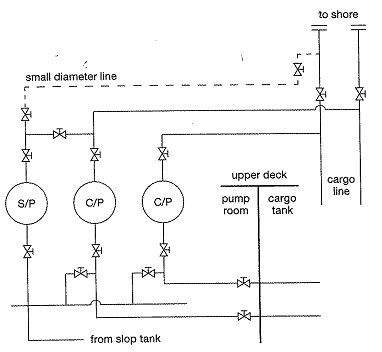 to shore
small diameter line
upper deck
pump
room
cargo
tank
cargo
line
S/P
C/P
C/P
from slop tank